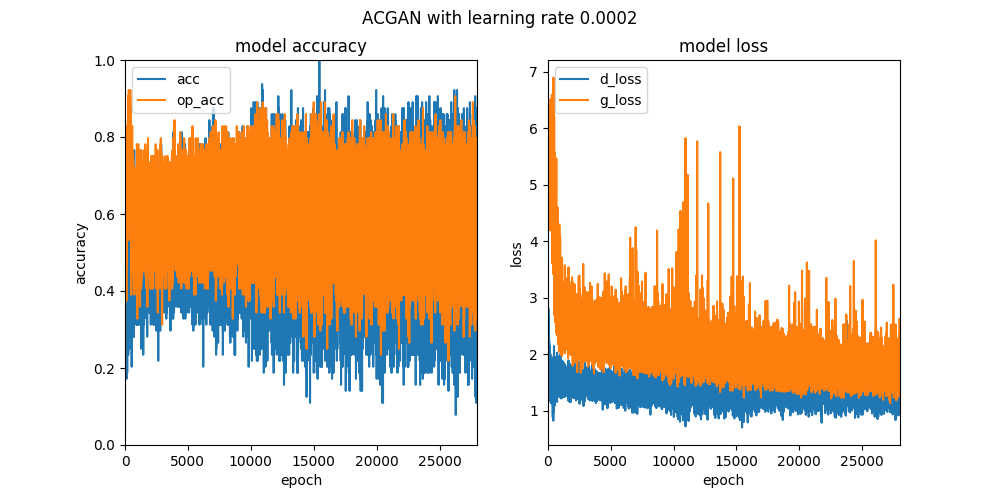 ACGAN with learning rate 0.0002
model accuracy
acc
op_acc
accuracy
1.0
0.8
0.6
0.4
0.2
0.0
0 5000 10000 15000 20000 25000
epoch
model loss
d_loss
g_loss
loss
7
6
5
4
3
2
1
0 5000 10000 15000 20000 25000
epoch